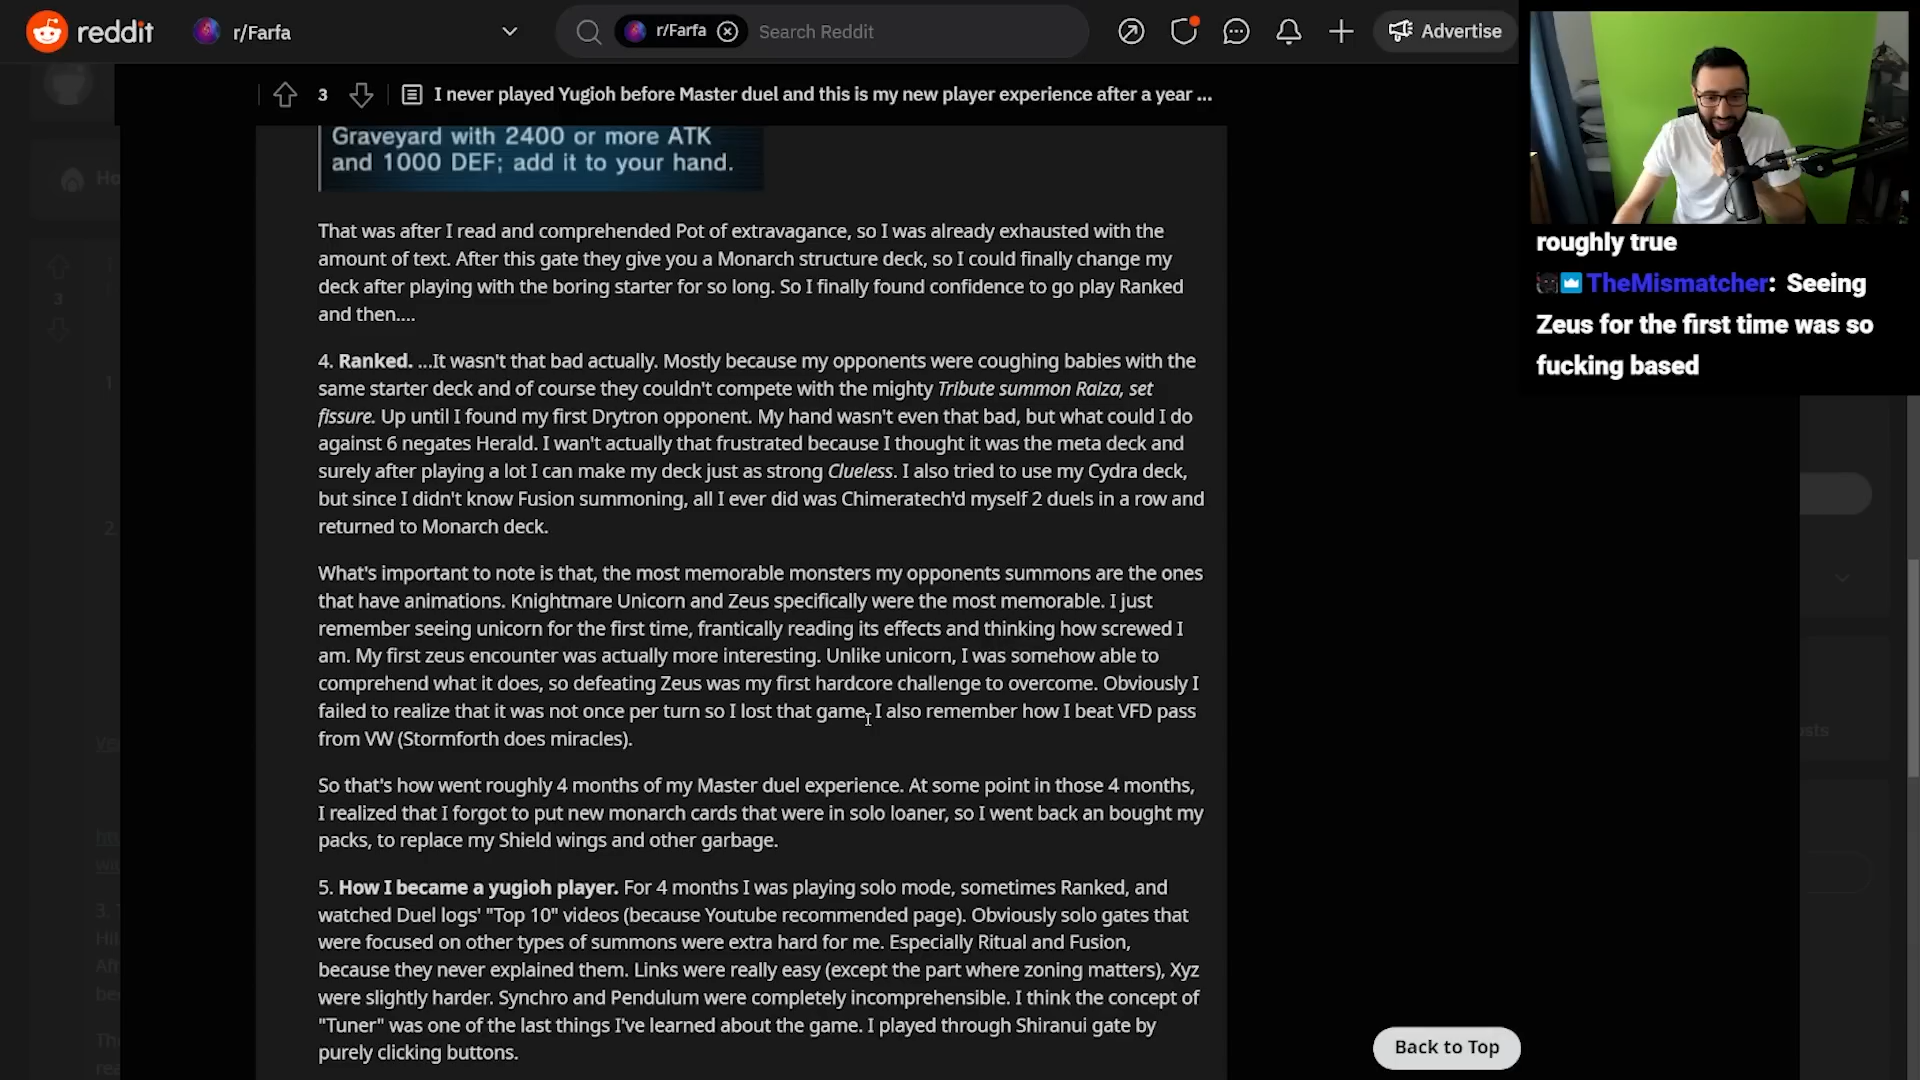 reddit
r/Farfa
r/Farfa
Search Reddit
Advertise
3
I never played Yugioh before Master duel and this is my new player experience after a year ...
Graveyard with 2400 or more ATK
and 1000 DEF; add it to your hand.
That was after I read and comprehended Pot of extravagance, so I was already exhausted with the
amount of text. After this gate they give you a Monarch structure deck, so I could finally change my
deck after playing with the boring starter for so long. So I finally found confidence to go play Ranked
and then....
4. Ranked. ...It wasn't that bad actually. Mostly because my opponents were coughing babies with the
same starter deck and of course they couldn't compete with the mighty Tribute summon Raiza, set
fissure. Up until I found my first Drytron opponent. My hand wasn't even that bad, but what could I do
against 6 negates Herald. I wan't actually that frustrated because I thought it was the meta deck and
surely after playing a lot I can make my deck just as strong Clueless. I also tried to use my Cydra deck,
but since I didn't know Fusion summoning, all I ever did was Chimeratech'd myself 2 duels in a row and
returned to Monarch deck.
What's important to note is that, the most memorable monsters my opponents summons are the ones
that have animations. Knightmare Unicorn and Zeus specifically were the most memorable. I just
remember seeing unicorn for the first time, frantically reading its effects and thinking how screwed I
am. My first zeus encounter was actually more interesting. Unlike unicorn, I was somehow able to
comprehend what it does, so defeating Zeus was my first hardcore challenge to overcome. Obviously I
failed to realize that it was not once per turn so I lost that game. I also remember how I beat VFD pass
from VW (Stormforth does miracles).
So that's how went roughly 4 months of my Master duel experience. At some point in those 4 months,
I realized that I forgot to put new monarch cards that were in solo loaner, so I went back an bought my
packs, to replace my Shield wings and other garbage.
5. How I became a yugioh player. For 4 months I was playing solo mode, sometimes Ranked, and
watched Duel logs' "Top 10" videos (because Youtube recommended page). Obviously solo gates that
were focused on other types of summons were extra hard for me. Especially Ritual and Fusion,
because they never explained them. Links were really easy (except the part where zoning matters), Xyz
were slightly harder. Synchro and Pendulum were completely incomprehensible. I think the concept of
"Tuner" was one of the last things I've learned about the game. I played through Shiranui gate by
purely clicking buttons.
Back to Top
roughly true
TheMismatcher: Seeing
Zeus for the first time was so
fucking based